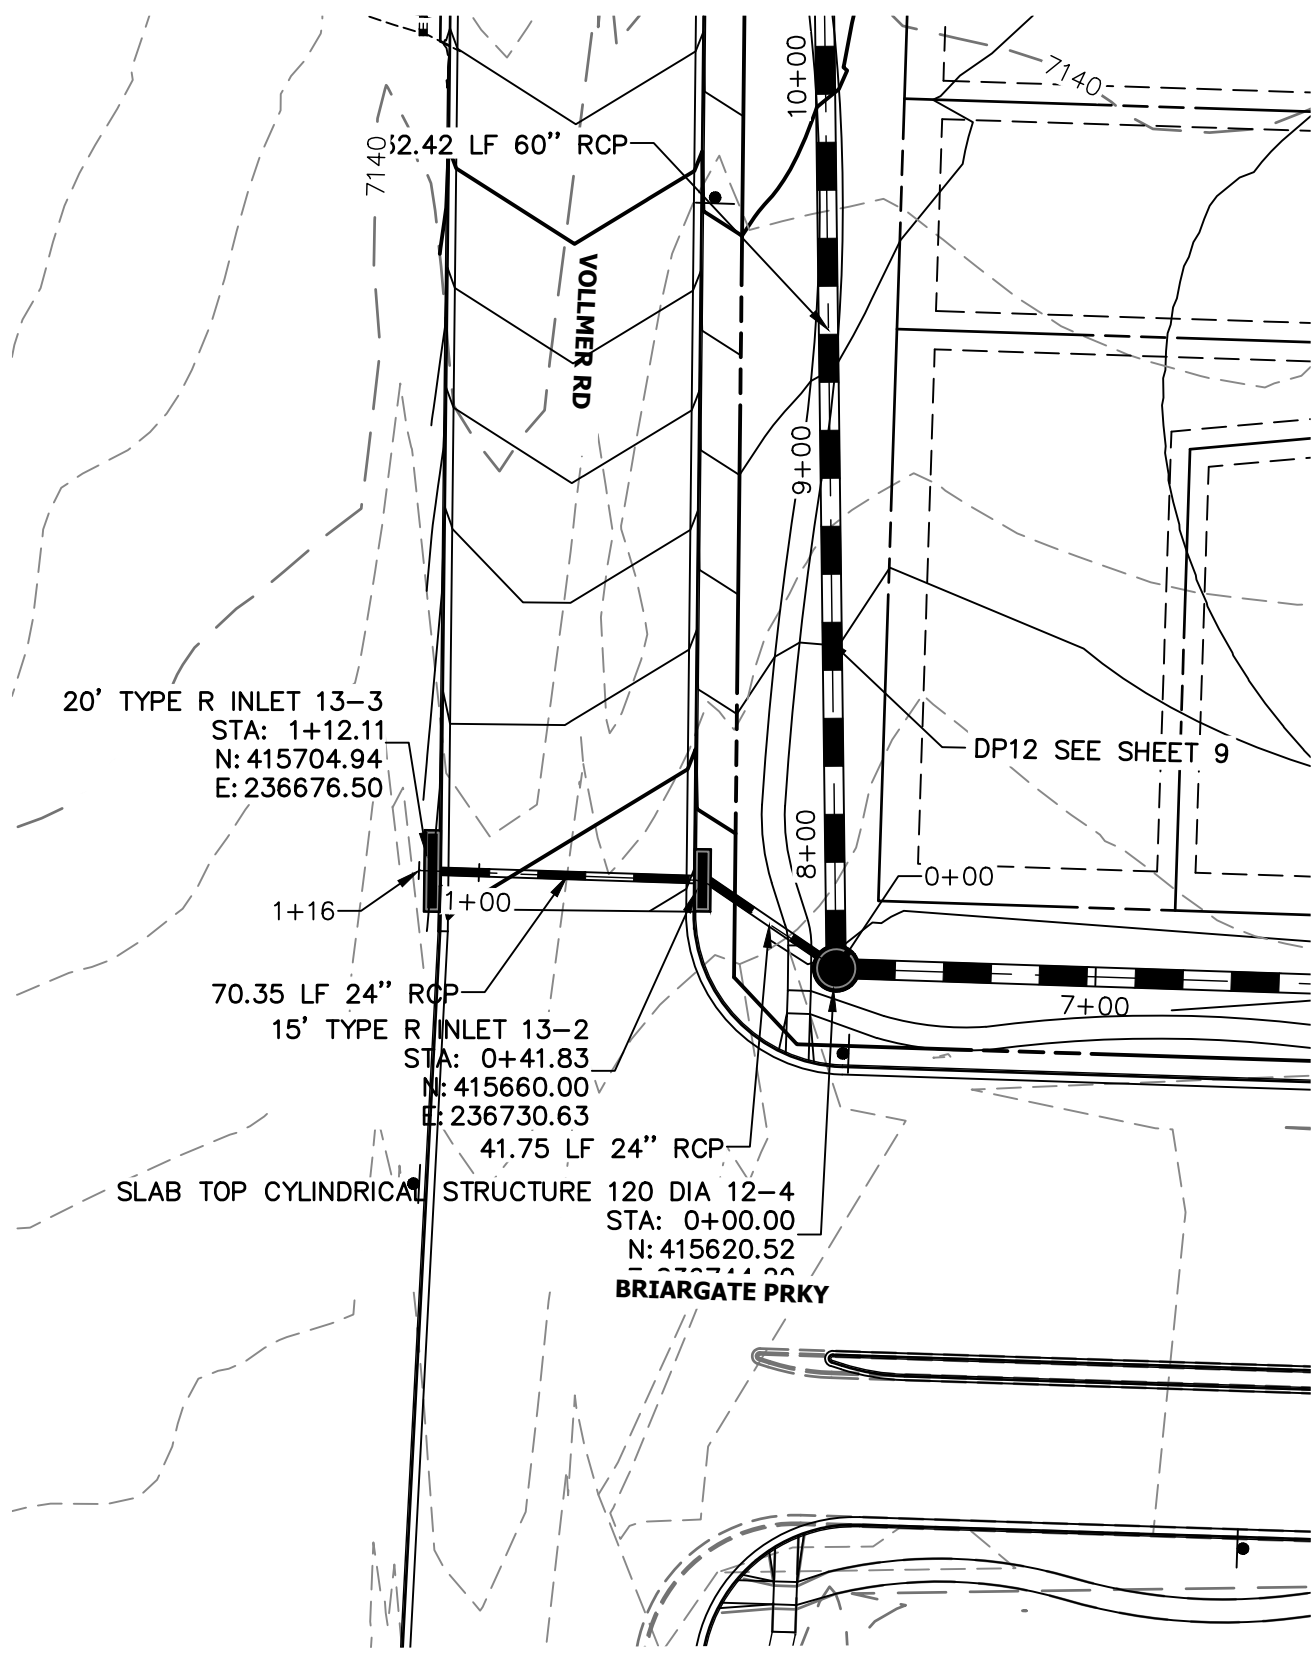 10+00
7140
7140
2.42 LF 60” RCP
VOLLMER RD
9+00
20’ TYPE R INLET 13-3
STA: 1+12.11
N: 415704.94
E: 236676.50
DP12 SEE SHEET 9
8+00
0+00
1+16
1+00
70.35 LF 24” RCP
7+00
15’ TYPE R INLET 13-2
STA: 0+41.83
N: 415660.00
E: 236730.63
41.75 LF 24” RCP
SLAB TOP CYLINDRICAL STRUCTURE 120 DIA 12-4
STA: 0+00.00
N: 415620.52
BRIARGATE PRKY